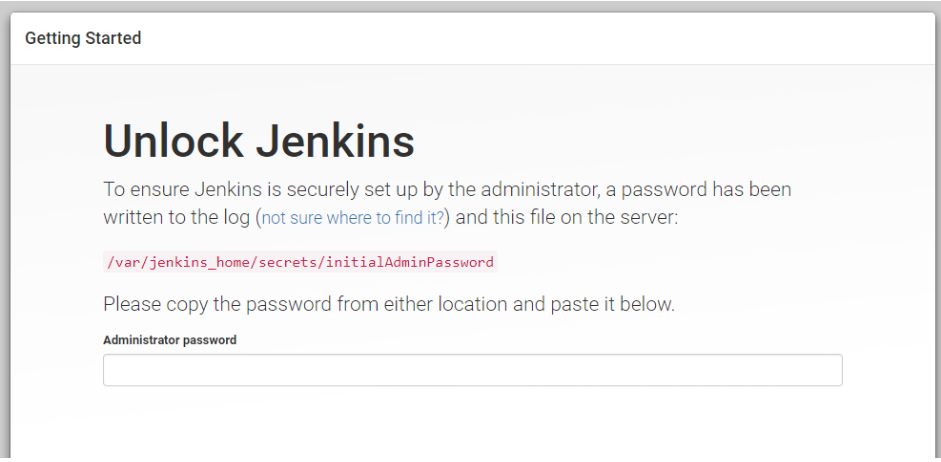 Getting Started
Unlock Jenkins
To ensure Jenkins is securely set up by the administrator, a password has been
written to the log (not sure where to find it?) and this file on the server:
/var/jenkins_home/secrets/initialAdminPassword
Please copy the password from either location and paste it below.
Administrator password